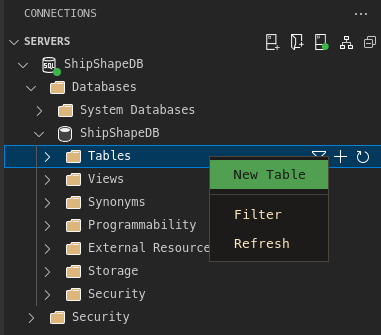 CONNECTIONS
SERVERS
SQL ShipShapeDB
Databases
System Databases
ShipShapeDB
Tables
New Table
Views
Synonyms
Filter
Programmability
External Resource
Refresh
Storage
Security
Security